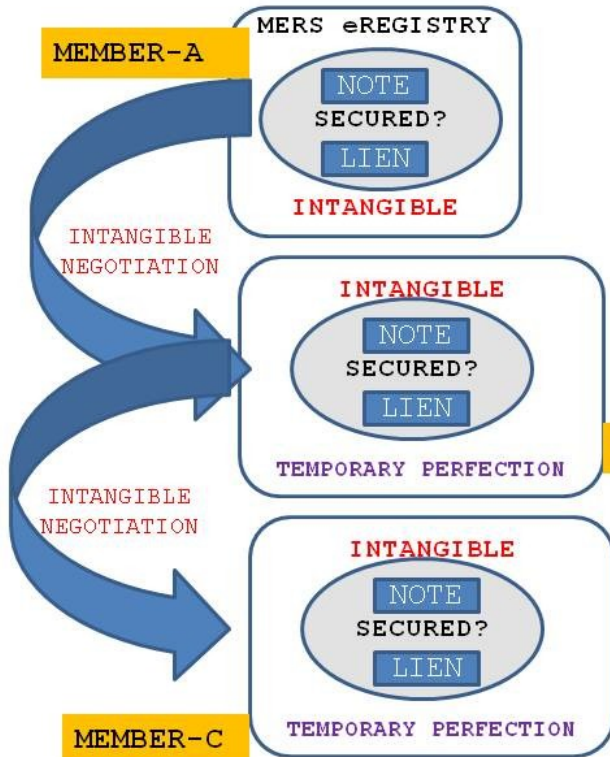 MERS eREGISTRY
MEMBER-A
NOTE
SECURED?
LIEN
INTANGIBLE
INTANGIBLE
NEGOTIATION
INTANGIBLE
NOTE
SECURED?
LIEN
TEMPORARY PERFECTION
INTANGIBLE
NEGOTIATION
INTANGIBLE
NOTE
SECURED?
LIEN
TEMPORARY PERFECTION
MEMBER-C